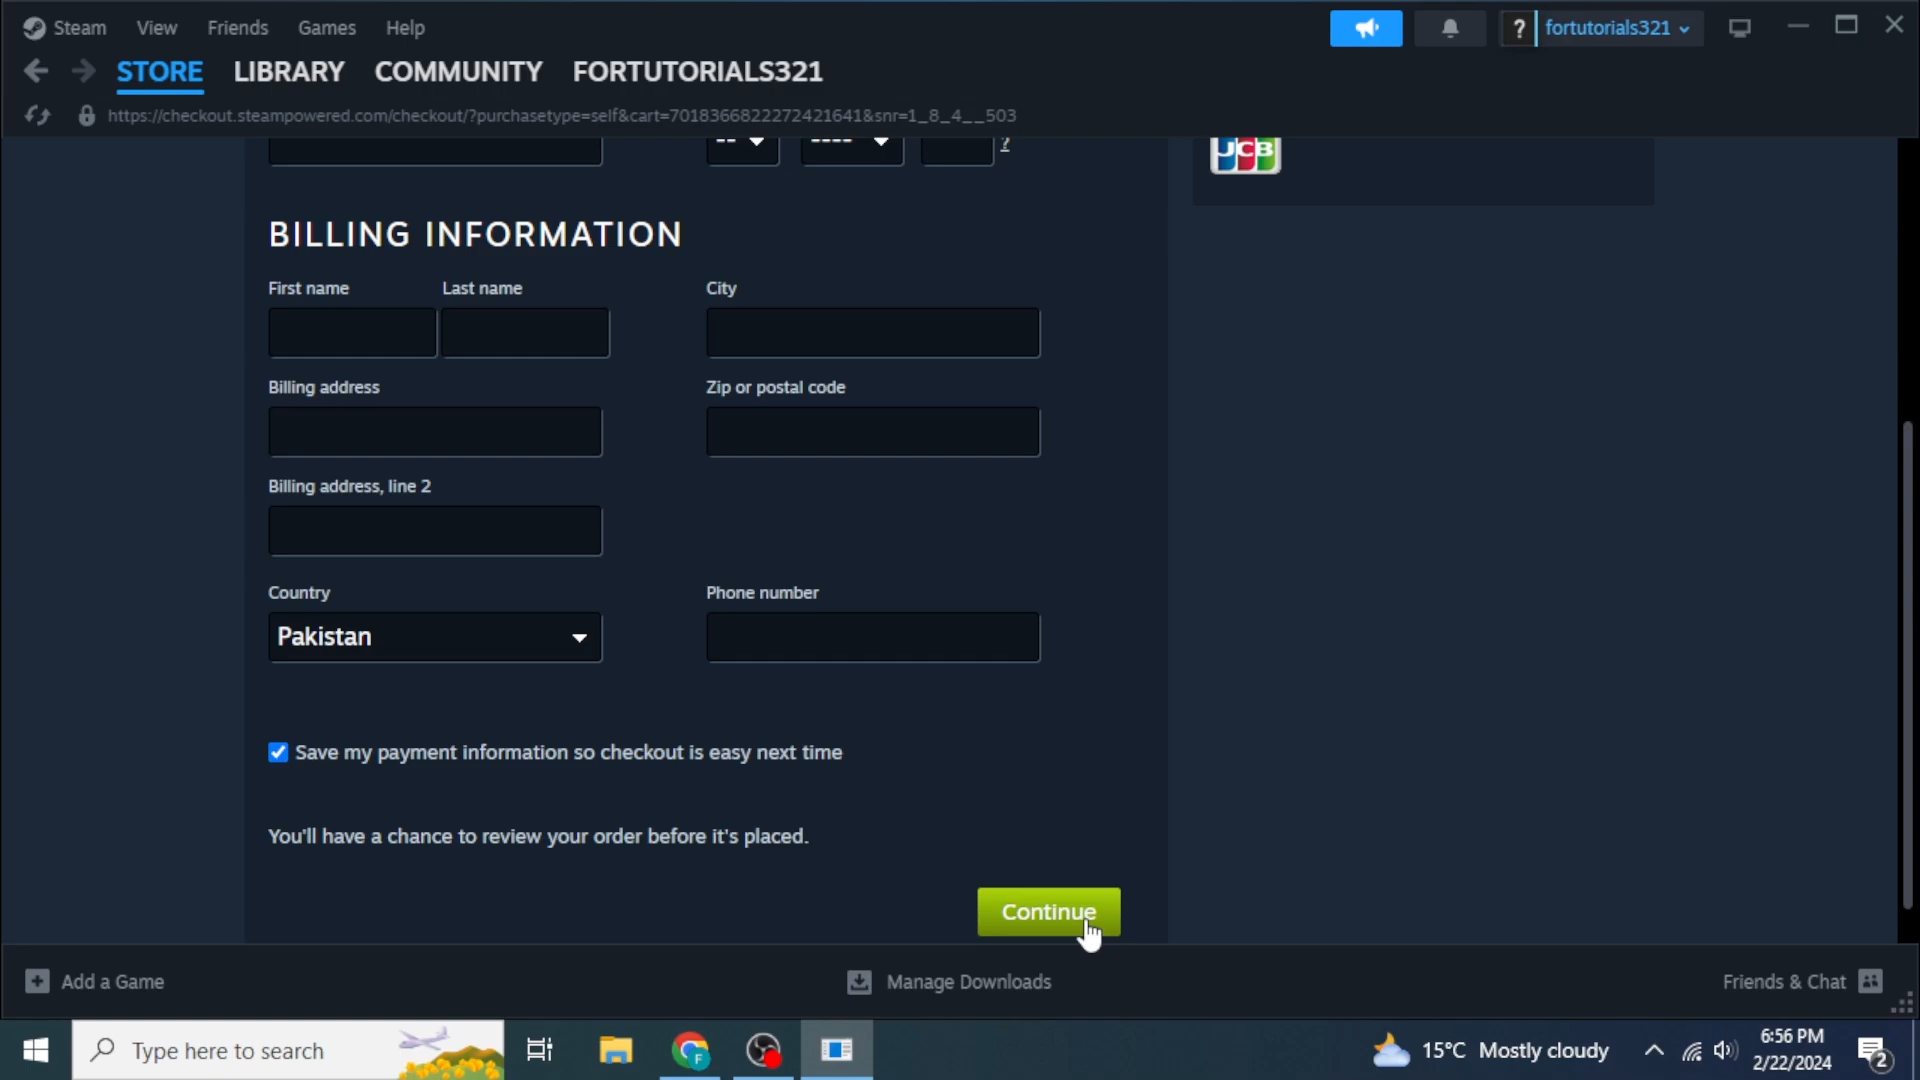 Steam View Friends Games Help
? fortutorials321
STORE LIBRARY COMMUNITY FORTUTORIALS321
https://checkout.steampowered.com/checkout/?purchasetype=self&cart=7018366822272421641&snr=1_8_4__503
-- ---- ?
JCB
BILLING INFORMATION
First name Last name City
Billing address Zip or postal code
Billing address, line 2
Country Phone number
Pakistan
Save my payment information so checkout is easy next time
You'll have a chance to review your order before it's placed.
Continue
Add a Game Manage Downloads Friends & Chat
Type here to search 15°C Mostly cloudy 6:56 PM
2/22/2024 2